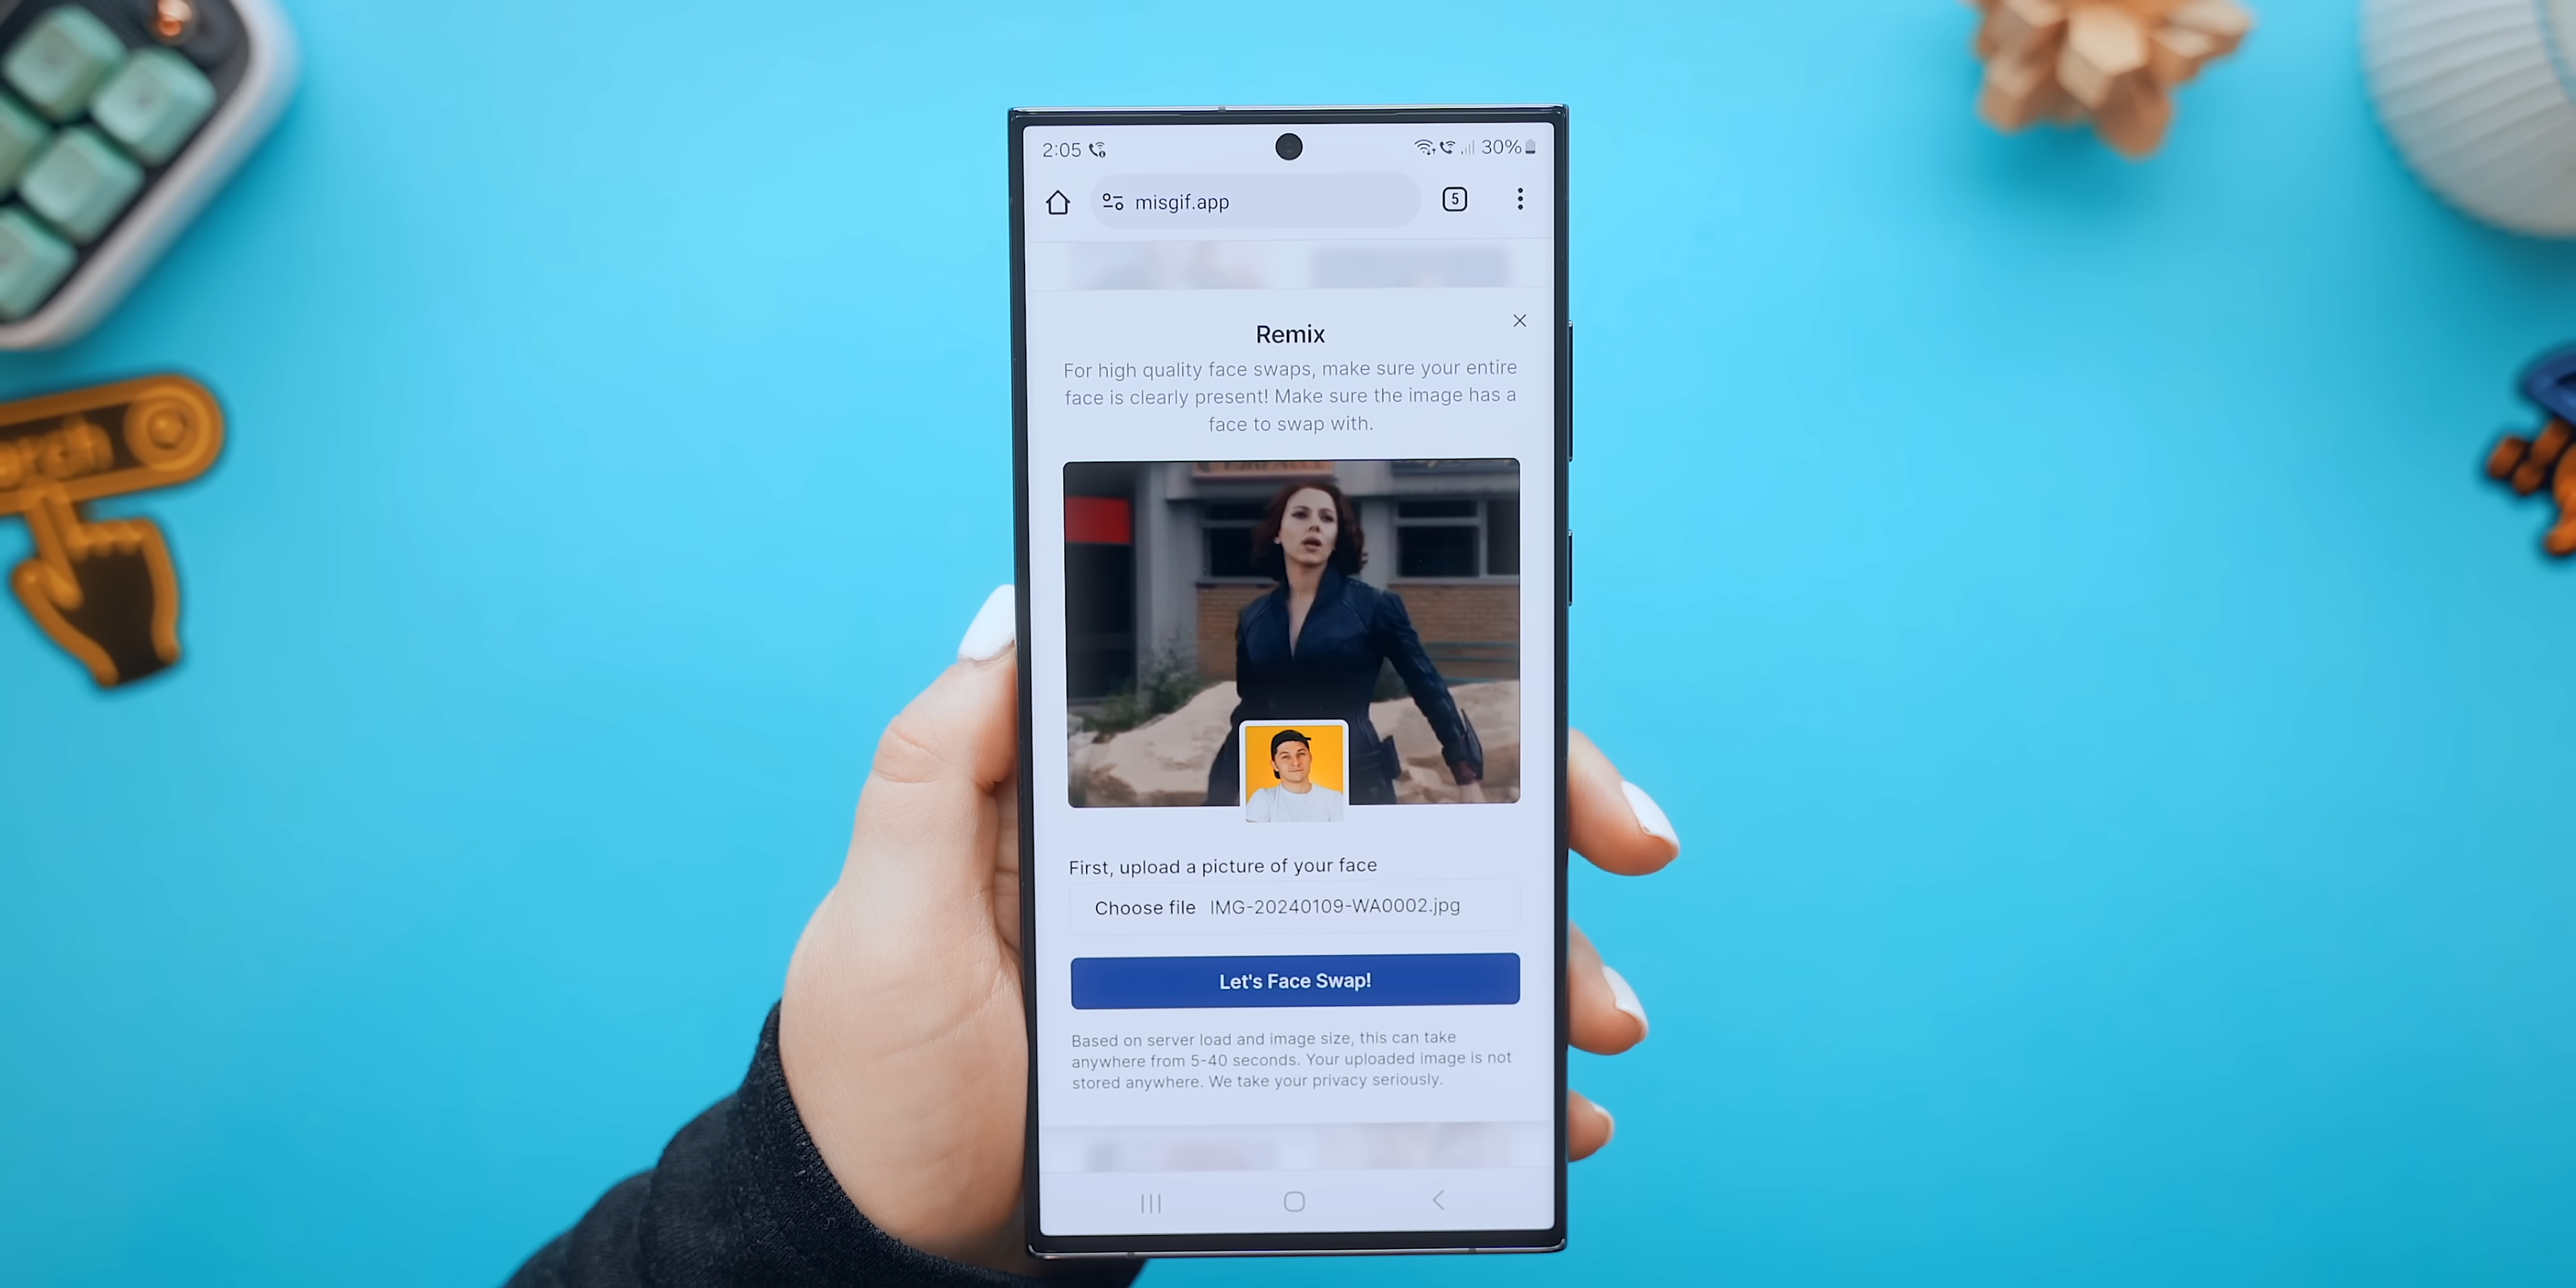 2:05
30%
misgif.app
5
Remix
For high quality face swaps, make sure your entire
face is clearly present! Make sure the image has a
face to swap with.
First, upload a picture of your face
Choose file IMG-20240109-WA0002.jpg
Let's Face Swap!
Based on server load and image size, this can take
anywhere from 5-40 seconds. Your uploaded image is not
stored anywhere. We take your privacy seriously.